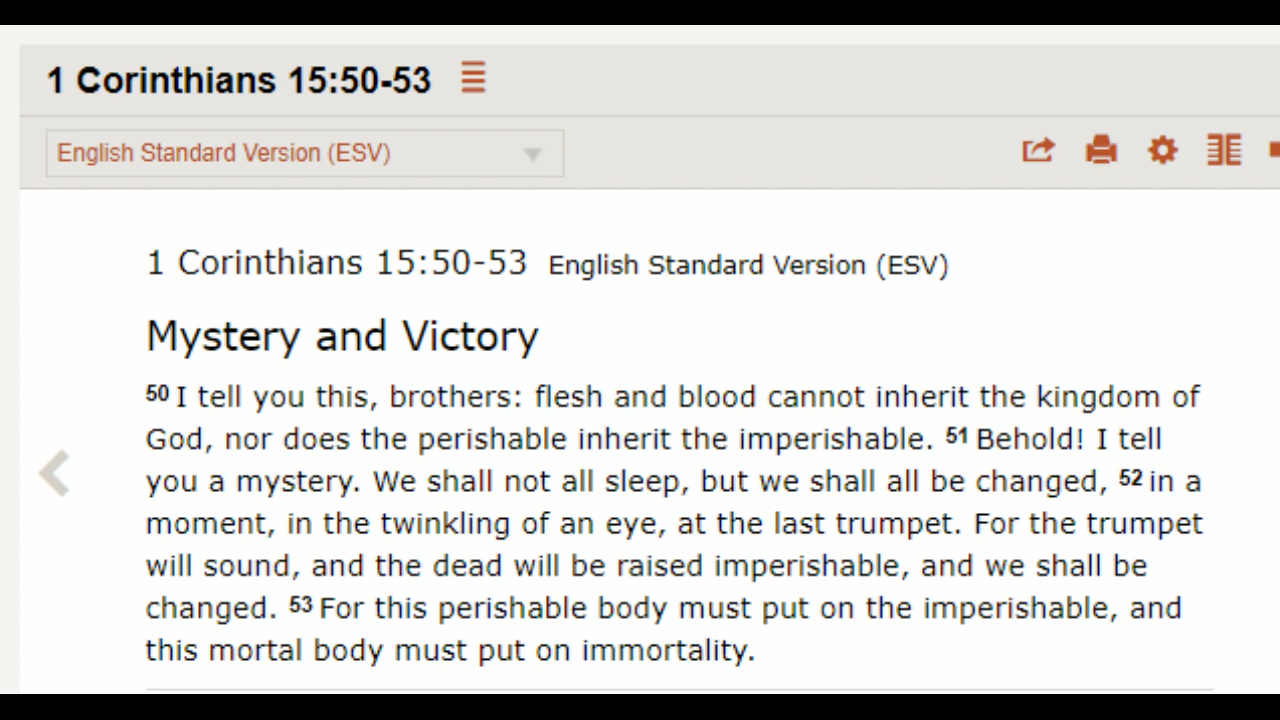 1 Corinthians 15:50-53
English Standard Version (ESV)
1 Corinthians 15:50-53 English Standard Version (ESV)
Mystery and Victory
50 I tell you this, brothers: flesh and blood cannot inherit the kingdom of
God, nor does the perishable inherit the imperishable. 51 Behold! I tell
you a mystery. We shall not all sleep, but we shall all be changed, 52 in a
moment, in the twinkling of an eye, at the last trumpet. For the trumpet
will sound, and the dead will be raised imperishable, and we shall be
changed. 53 For this perishable body must put on the imperishable, and
this mortal body must put on immortality.